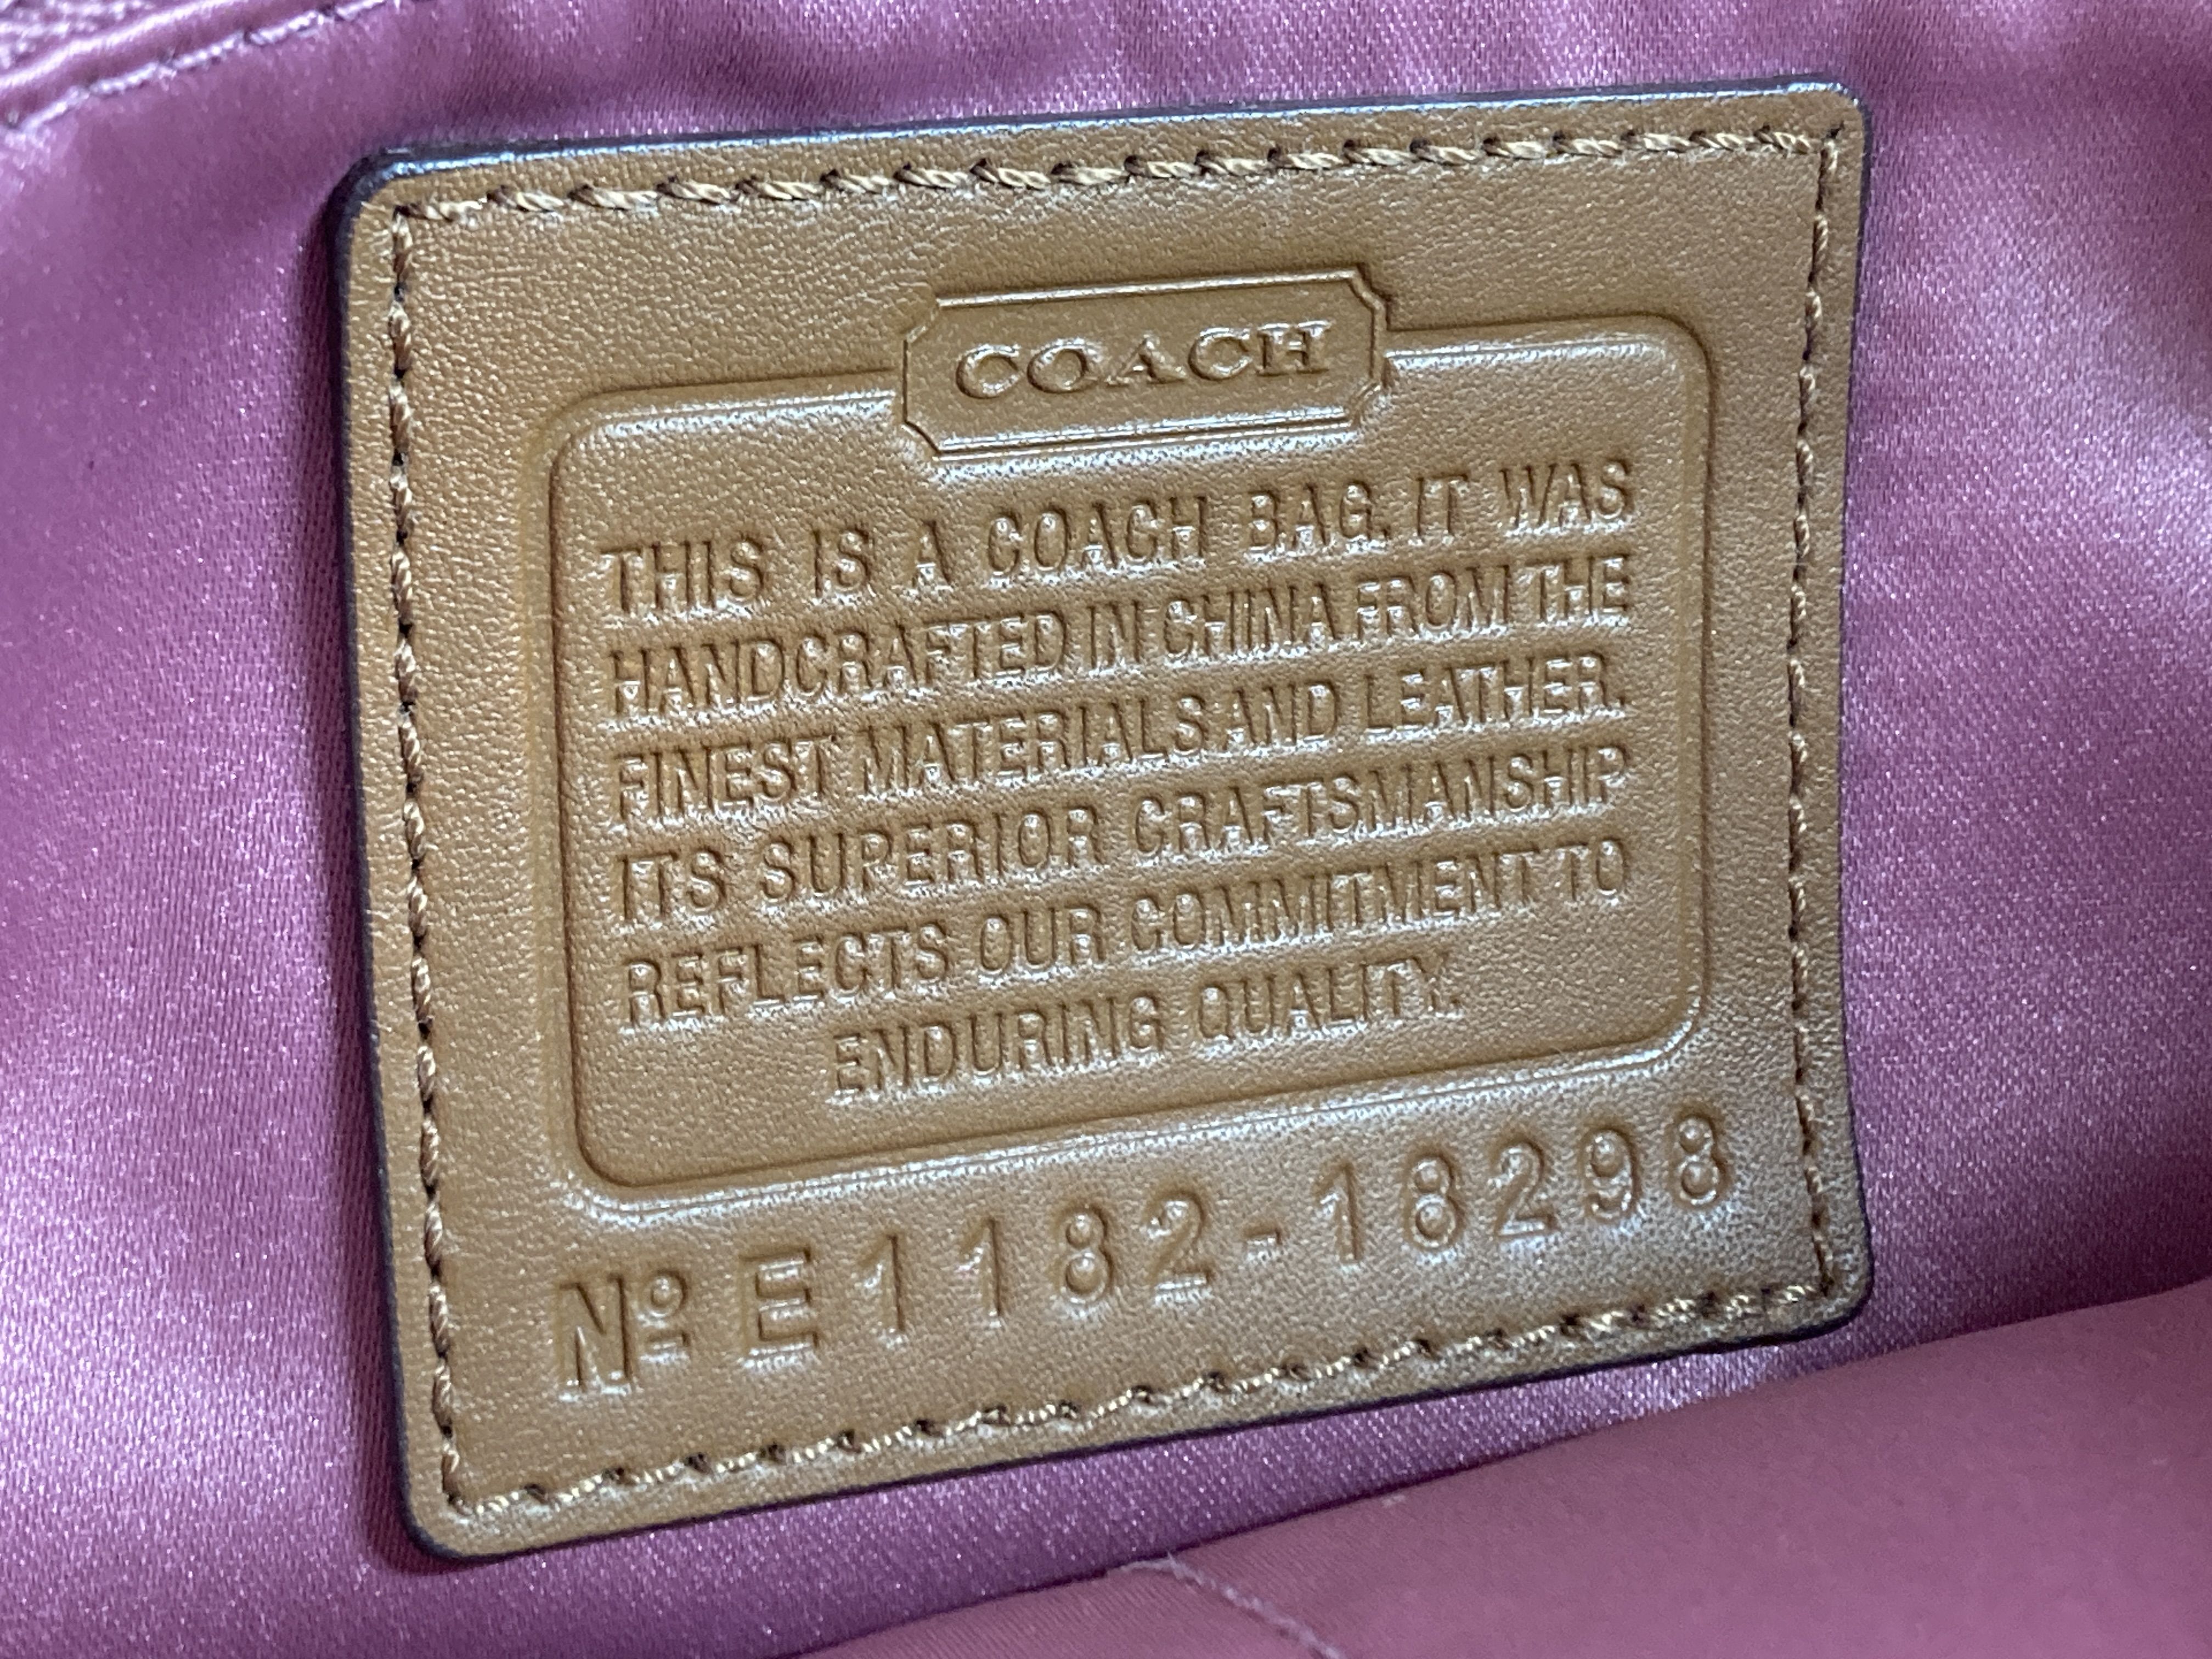 COACH
THIS IS A COACH BAG. IT WAS
HANDCRAFTED IN CHINA FROM THE
FINEST MATERIALS AND LEATHER.
ITS SUPERIOR CRAFTSMANSHIP
REFLECTS OUR COMMITMENT TO
ENDURING QUALITY.
Nº E1182-18298